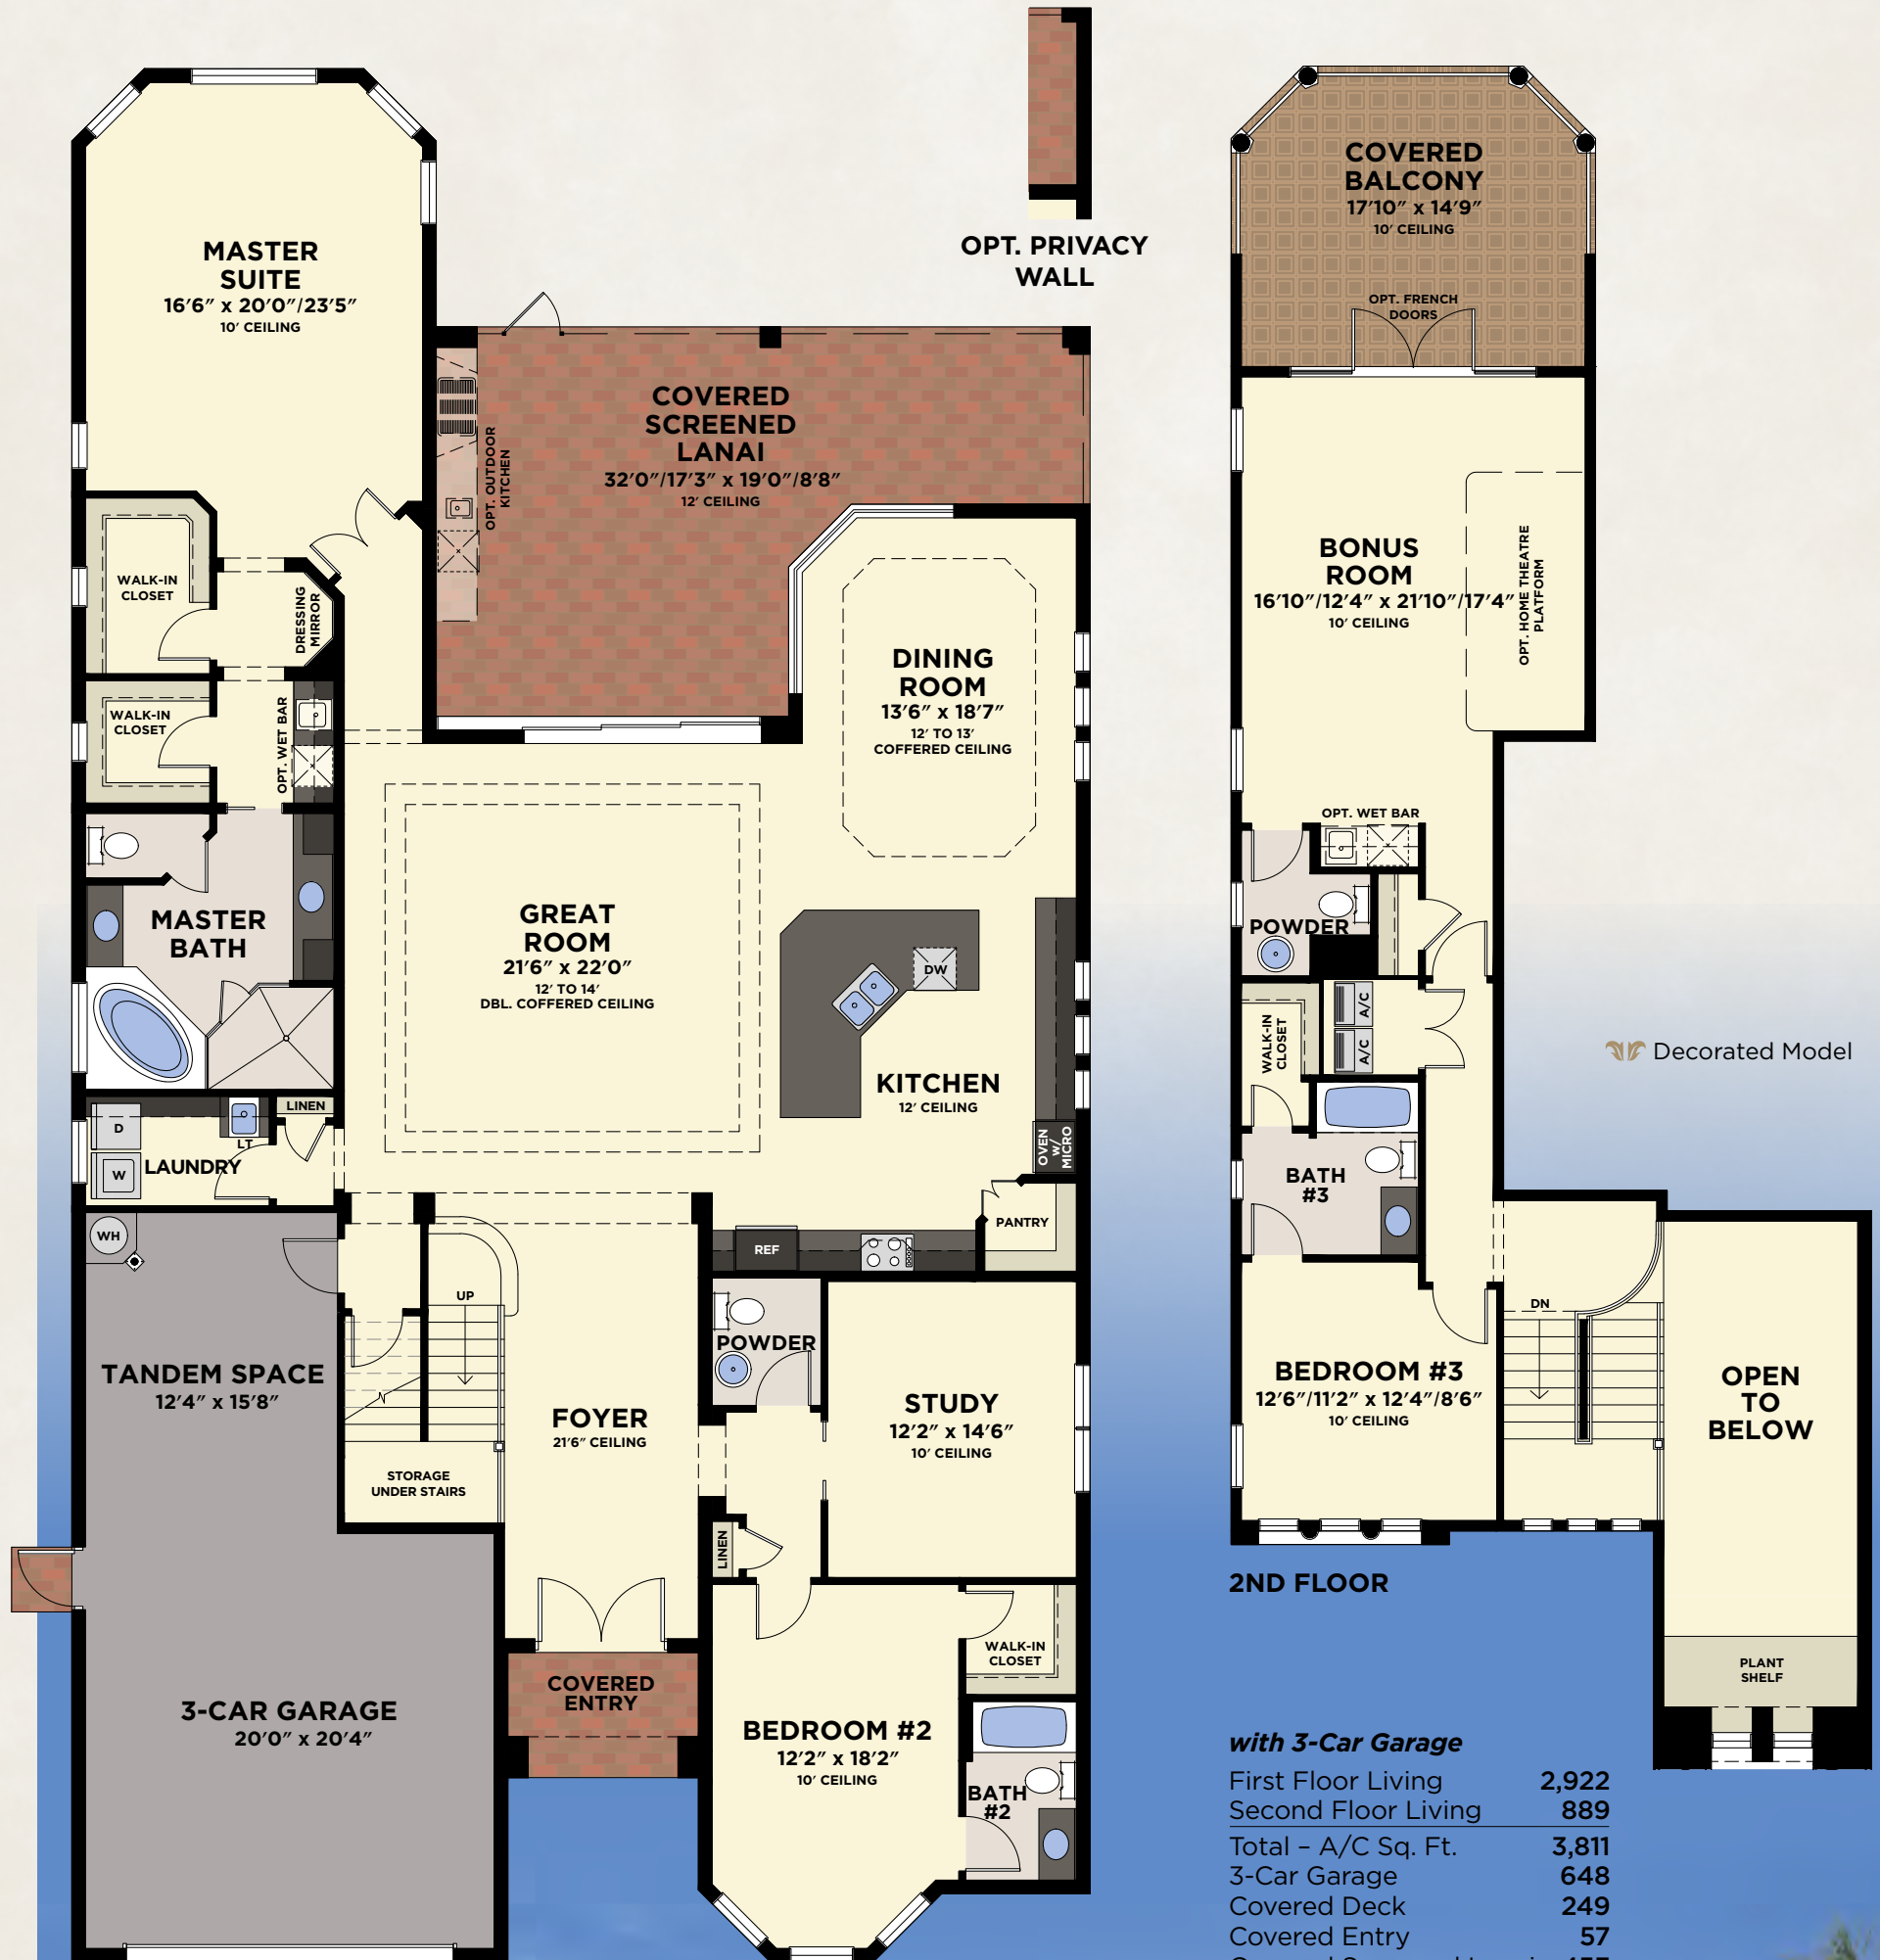 OPT. PRIVACY
WALL
MASTER
SUITE
16′6″ x 20′0″/23′5″
10′ CEILING
COVERED
SCREENED
LANAI
32′0″/17′3″ x 19′0″/8′8″
12′ CEILING
OPT. OUTDOOR
KITCHEN
WALK-IN
CLOSET
DRESSING
MIRROR
WALK-IN
CLOSET
OPT. WET BAR
DINING
ROOM
13′6″ x 18′7″
12′ TO 13′
COFFERED CEILING
MASTER
BATH
GREAT
ROOM
21′6″ x 22′0″
12′ TO 14′
DBL. COFFERED CEILING
DW
KITCHEN
12′ CEILING
OVEN
w/
MICRO
LINEN
D
LT
W
LAUNDRY
WH
PANTRY
REF
UP
POWDER
TANDEM SPACE
12′4″ x 15′8″
STUDY
12′2″ x 14′6″
10′ CEILING
FOYER
21′6″ CEILING
STORAGE
UNDER STAIRS
LINEN
WALK-IN
CLOSET
COVERED
ENTRY
3-CAR GARAGE
20′0″ x 20′4″
BEDROOM #2
12′2″ x 18′2″
10′ CEILING
BATH
#2
COVERED
BALCONY
17′10″ x 14′9″
10′ CEILING
OPT. FRENCH
DOORS
BONUS
ROOM
16′10″/12′4″ x 21′10″/17′4″
10′ CEILING
OPT. HOME THEATRE
PLATFORM
OPT. WET BAR
POWDER
A/C
A/C
WALK-IN
CLOSET
BATH
#3
DN
BEDROOM #3
12′6″/11′2″ x 12′4″/8′6″
10′ CEILING
OPEN
TO
BELOW
PLANT
SHELF
2ND FLOOR
Decorated Model
with 3-Car Garage
First Floor Living 2,922
Second Floor Living 889
Total – A/C Sq. Ft. 3,811
3-Car Garage 648
Covered Deck 249
Covered Entry 57